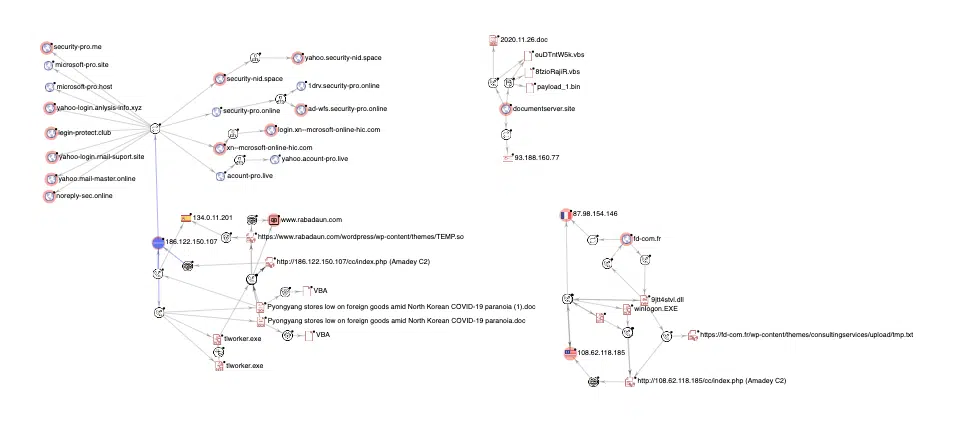 security-pro.me
microsoft-pro.site
microsoft-pro.host
yahoo-login.anlysis-info.xyz
legin-protect.club
yahoo-login.mail-suport.site
yahoo.mail-master.online
noreply-sec.online
yahoo.security-nid.space
security-nid.space
1drv.security-pro.online
security-pro.online
ad-wfs.security-pro.online
login.xn--mcrosoft-online-hic.com
xn--mcrosoft-online-hic.com
yahoo.acount-pro.live
acount-pro.live
134.0.11.201
www.rabadaun.com
186.122.150.107
https://www.rabadaun.com/wordpress/wp-content/themes/TEMP.so
http://186.122.150.107/cc/index.php (Amadey C2)
VBA
Pyongyang stores low on foreign goods amid North Korean COVID-19 paranoia (1).doc
Pyongyang stores low on foreign goods amid North Korean COVID-19 paranoia.doc
VBA
tlworker.exe
tlworker.exe
2020.11.26.doc
euDTntW5k.vbs
8fzioRajiR.vbs
payload_1.bin
documentserver.site
93.188.160.77
87.98.154.146
fd-com.fr
9jtt4stvl.dll
winlogon.EXE
https://fd-com.fr/wp-content/themes/consultingservices/upload/tmp.txt
108.62.118.185
http://108.62.118.185/cc/index.php (Amadey C2)